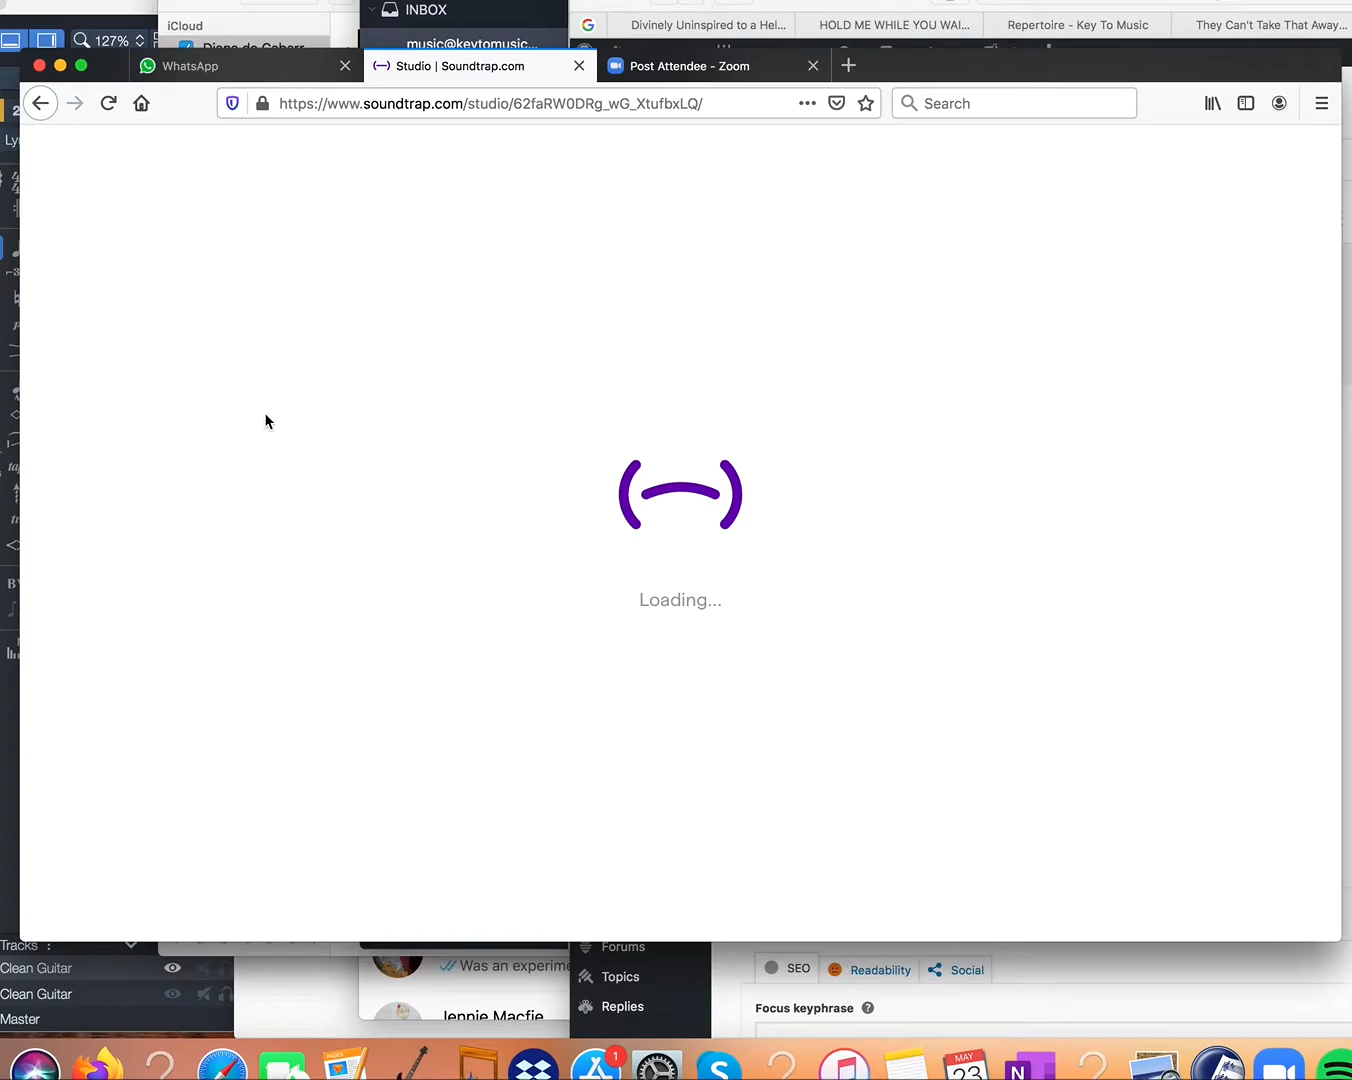 iCloud
INBOX
Divinely Uninspired to a Hel...
HOLD ME WHILE YOU WAI...
Repertoire - Key To Music
They Can't Take That Away...
127%
music@keytomusic...
WhatsApp
Studio | Soundtrap.com
Post Attendee - Zoom
https://www.soundtrap.com/studio/62faRW0DRg_wG_XtufbxLQ/
Search
Loading...
Tracks :
Clean Guitar
Clean Guitar
Master
Was an experime
Jennie Macfie
Forums
Topics
Replies
SEO
Readability
Social
Focus keyphrase
1
PAGES
MAY
23
N